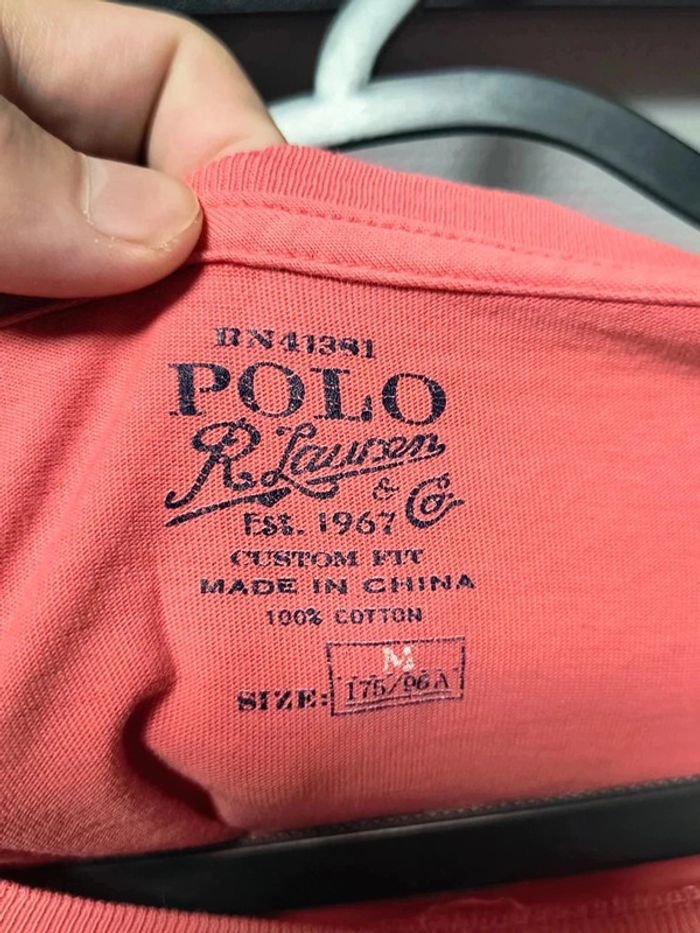 RN41381
POLO
R. Lauren
& Co.
EST. 1967
CUSTOM FIT
MADE IN CHINA
100% COTTON
M
SIZE: 175/96A